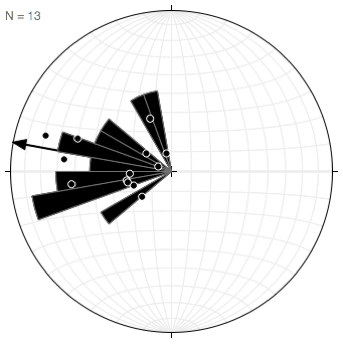 N = 13